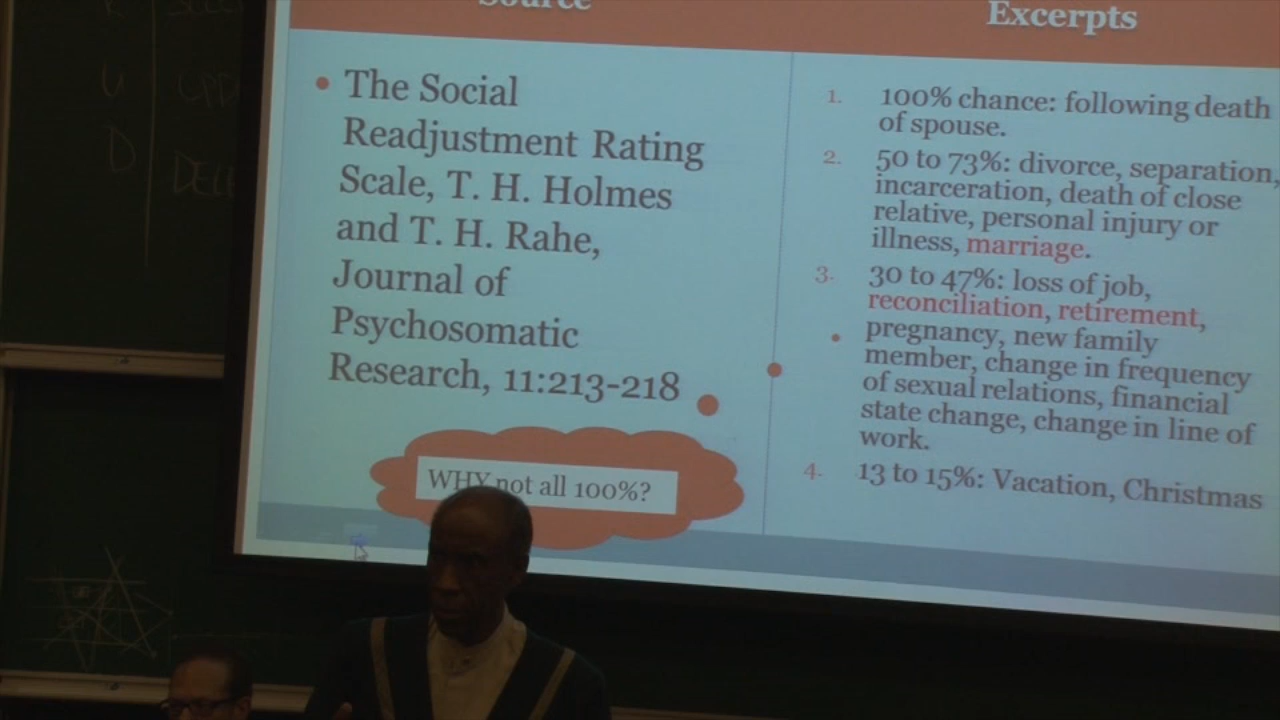 Source
Excerpts
The Social
Readjustment Rating
Scale, T. H. Holmes
and T. H. Rahe,
Journal of
Psychosomatic
Research, 11:213-218
WHY not all 100%?
1. 100% chance: following death
of spouse.
2. 50 to 73%: divorce, separation,
incarceration, death of close
relative, personal injury or
illness, marriage.
3. 30 to 47%: loss of job,
reconciliation, retirement,
pregnancy, new family
member, change in frequency
of sexual relations, financial
state change, change in line of
work.
4. 13 to 15%: Vacation, Christmas